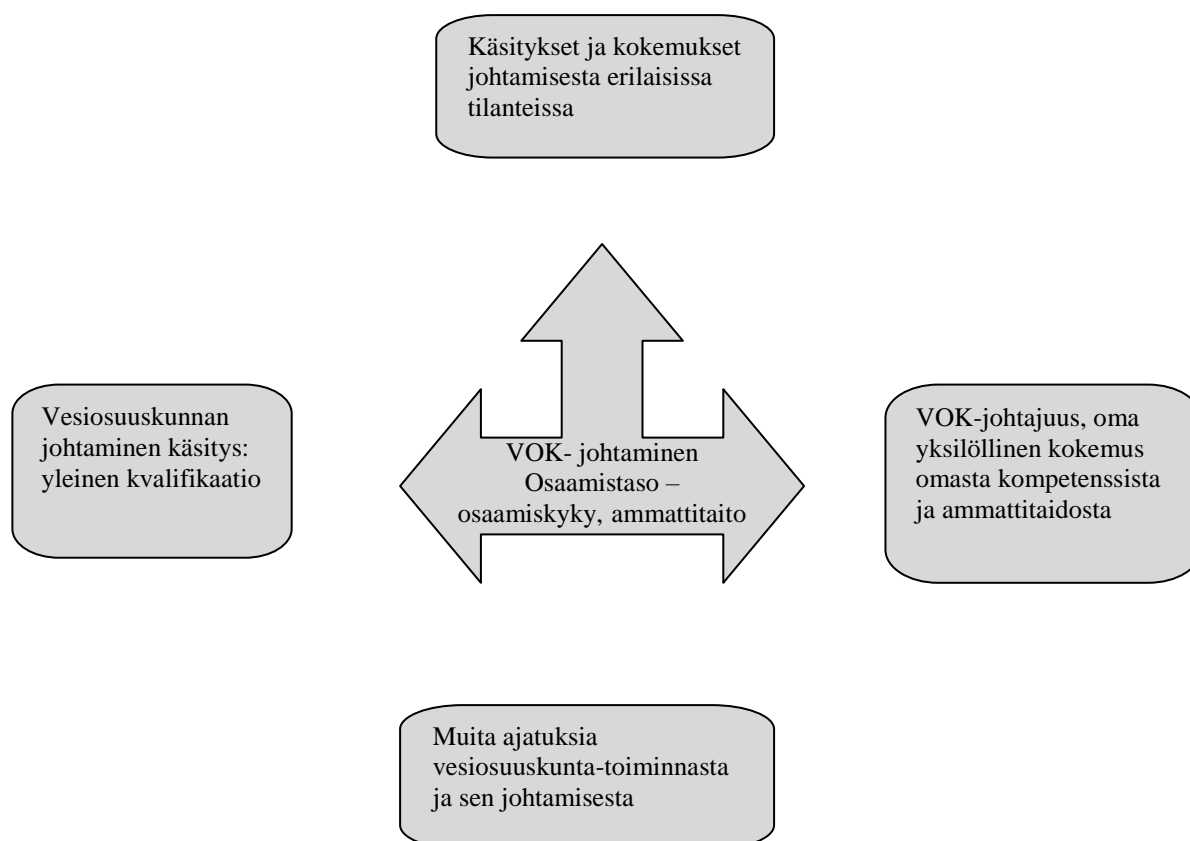 Käsitykset ja kokemukset
johtamisesta erilaisissa
tilanteissa
Vesiosuuskunnan
johtaminen käsitys:
yleinen kvalifikaatio
VOK- johtaminen
Osaamistaso –
osaamiskyky, ammattitaito
VOK-johtajuus, oma
yksilöllinen kokemus
omasta kompetenssista
ja ammattitaidosta
Muita ajatuksia
vesiosuuskunta-toiminnasta
ja sen johtamisesta